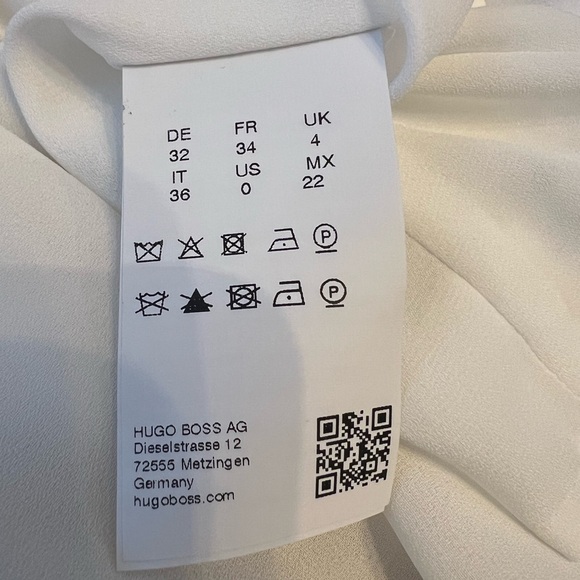 DE FR UK
32 34 4
IT US MX
36 0 22
P
P
HUGO BOSS AG
Dieselstrasse 12
72555 Metzingen
Germany
hugoboss.com